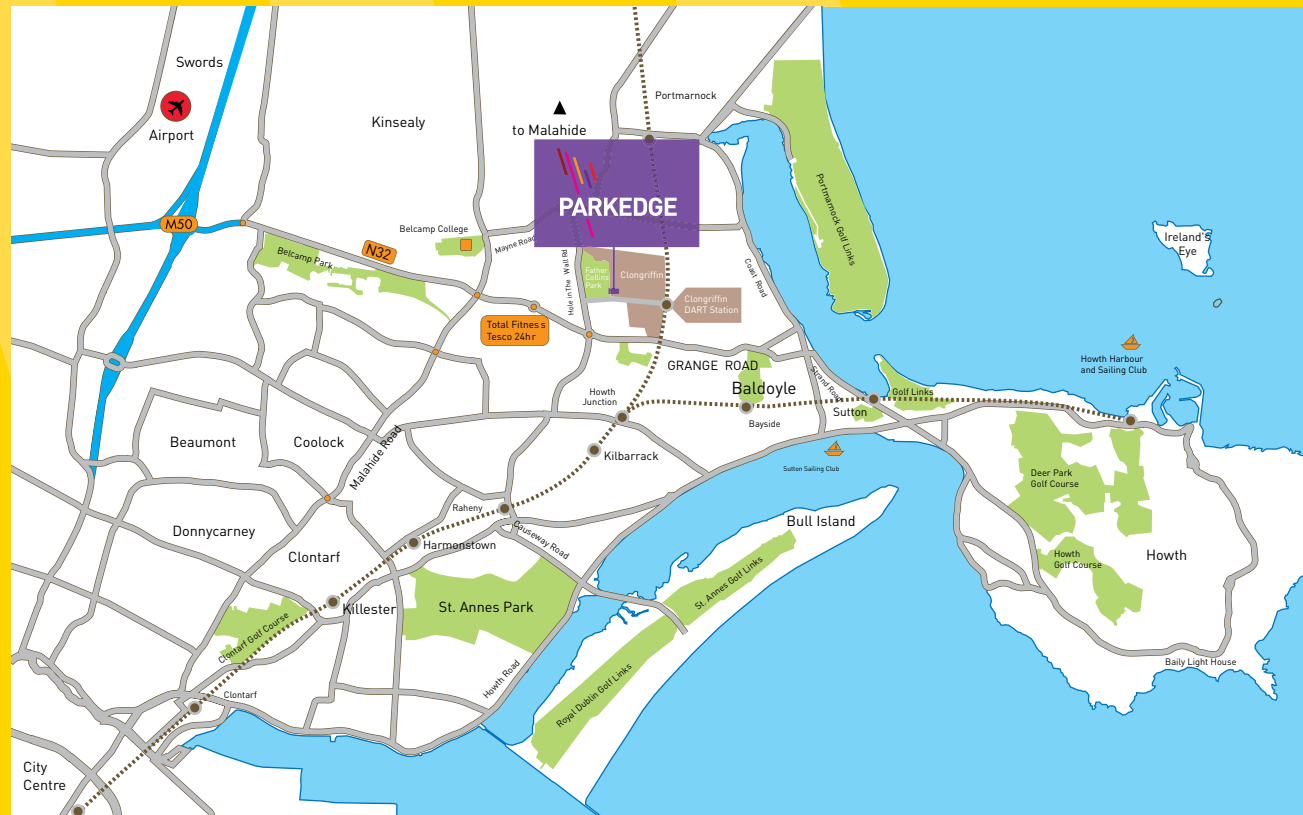 Swords
Airport
Kinsealy
to Malahide
Portmarnock
PARKEDGE
M50
N32
Belcamp College
Mayne Road
Belcamp Park
Hole in The Wall Rd
Father
Collins
Park
Clongriffin
Clongriffin
DART Station
Coast Road
Portmarnock Golf Links
Ireland's
Eye
Total Fitness
Tesco 24hr
GRANGE ROAD
Baldoyle
Strand Road
Howth Harbour
and Sailing Club
Golf Links
Sutton
Howth
Junction
Bayside
Beaumont
Coolock
Malahide Road
Kilbarrack
Sutton Sailing Club
Deer Park
Golf Course
Raheny
Causeway Road
Bull Island
Donnycarney
Harmonstown
Clontarf
Howth
Golf Course
Howth
St. Annes Golf Links
Killester
St. Annes Park
Clontarf Golf Course
Howth Road
Royal Dublin Golf Links
Baily Light House
Clontarf
City
Centre